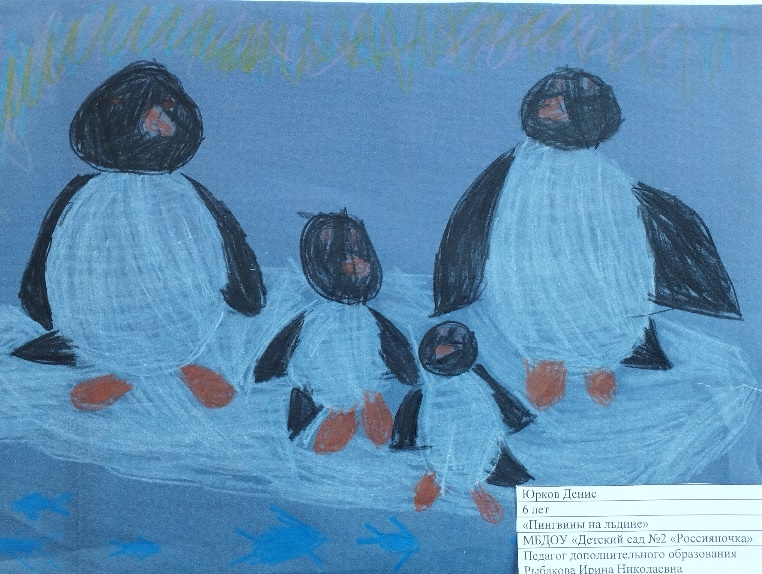 Юрков Денис
6 лет
«Пингвины на льдине»
МБДОУ «Детский сад №2 «Россияночка»
Педагог дополнительного образования
Рыбакова Ирина Николаевна